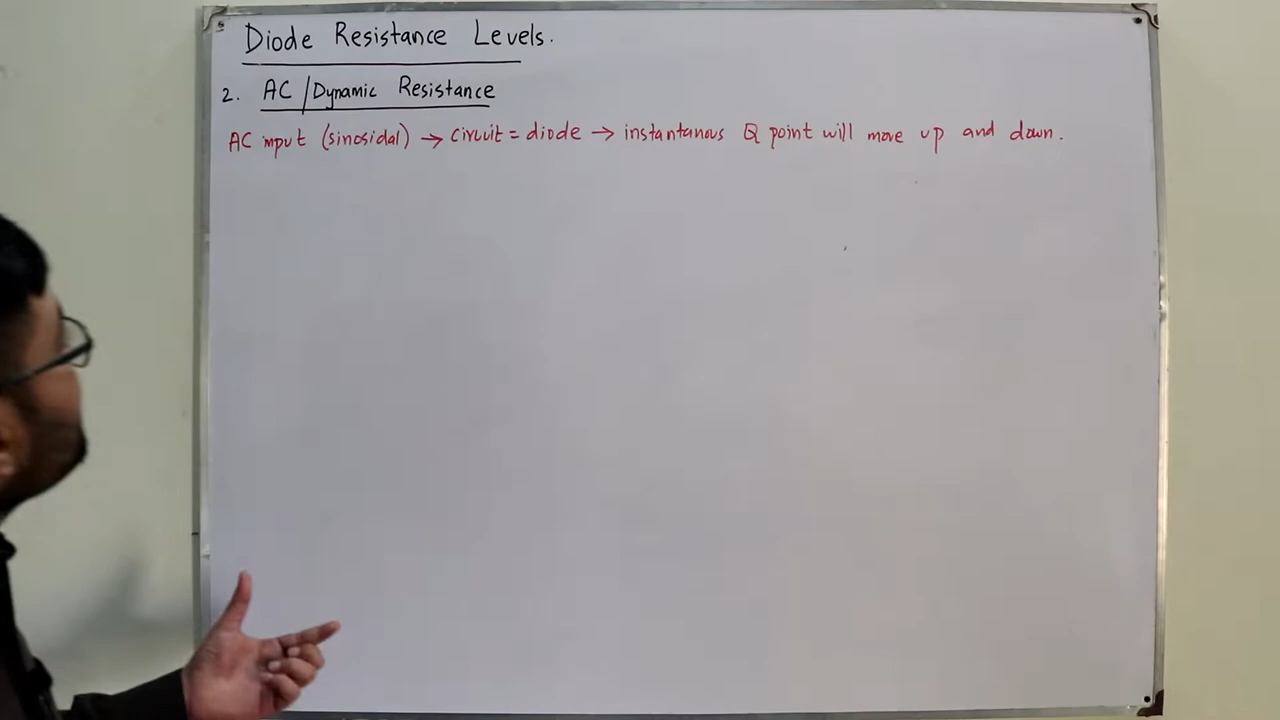 Diode Resistance Levels.
2. AC/Dynamic Resistance
AC input (sinosidal) → circuit = diode → instantanous Q point will move up and down.